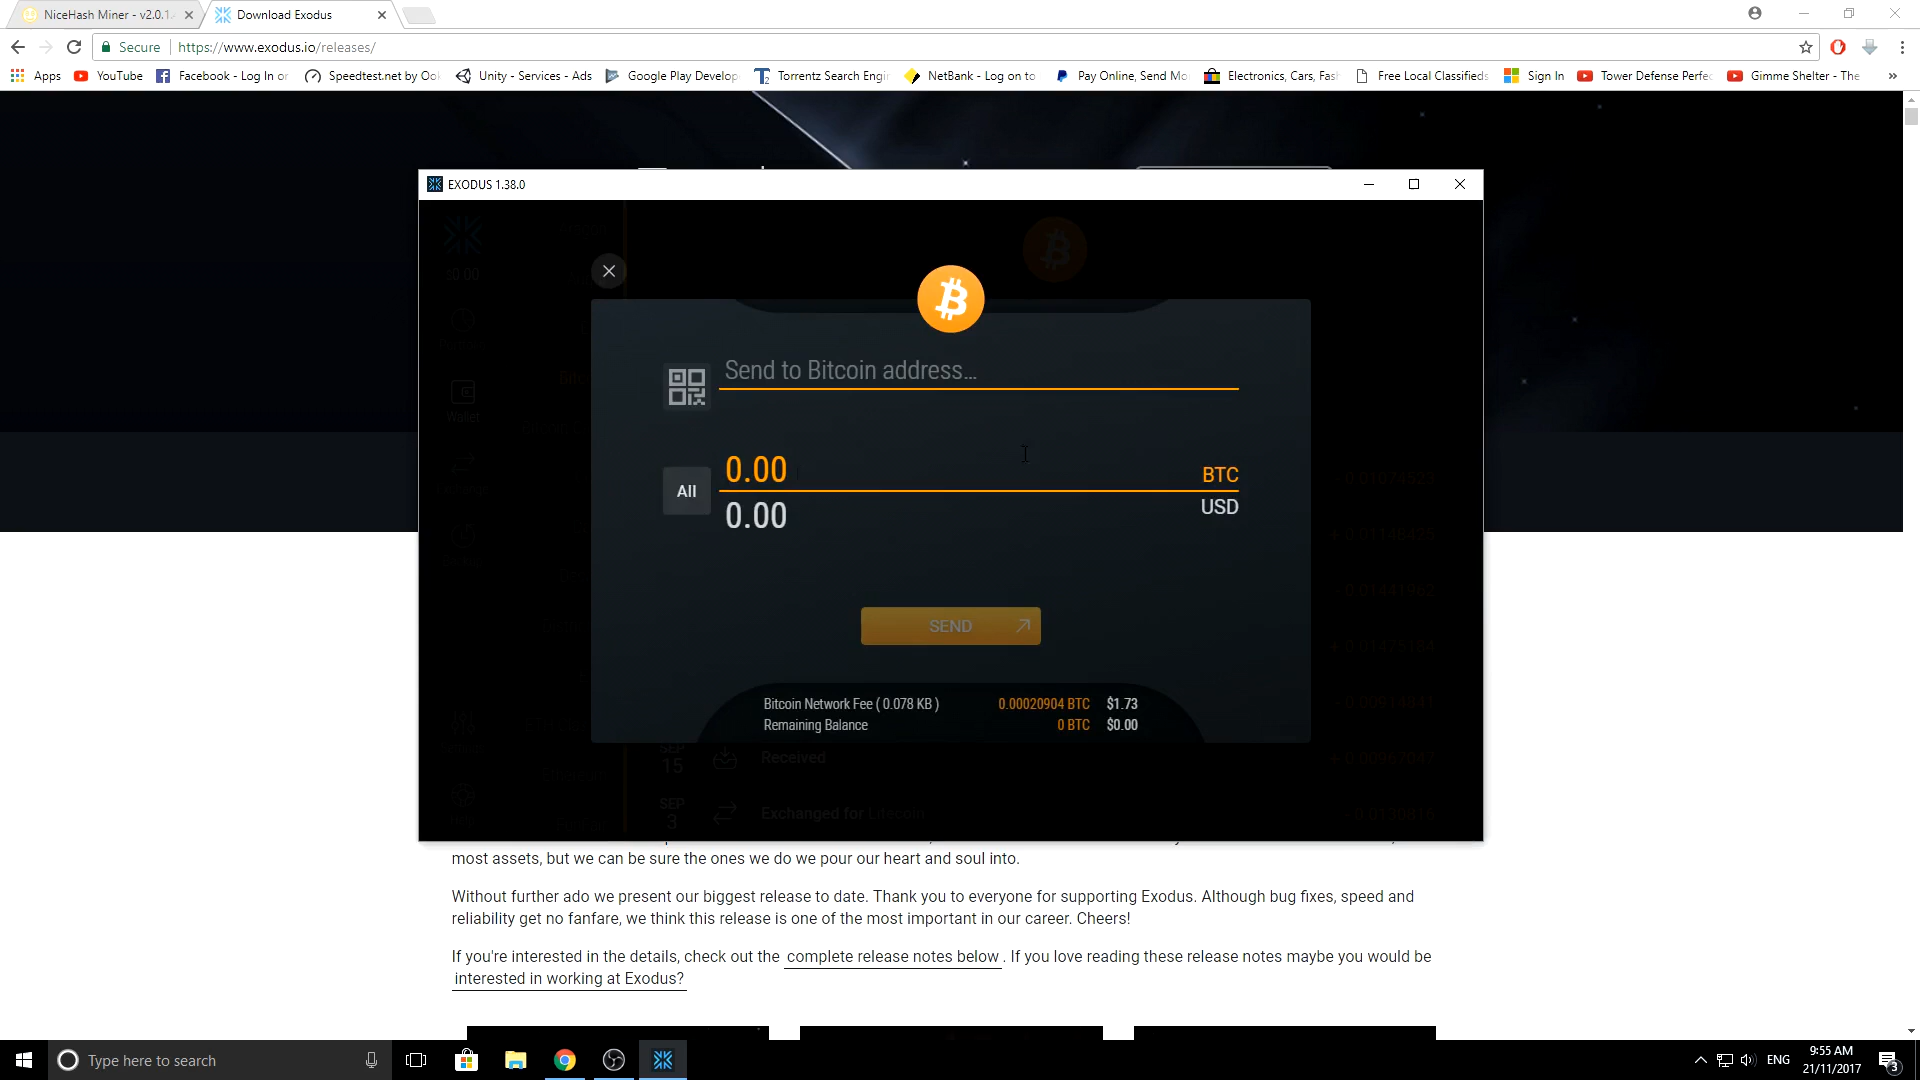 NiceHash Miner - v2.0.1.
Download Exodus
Secure
https://www.exodus.io/releases/
Apps
YouTube
Facebook - Log In or
Speedtest.net by Ook
Unity - Services - Ads
Google Play Develop
Torrentz Search Engi
NetBank - Log on to
Pay Online, Send Mo
Electronics, Cars, Fash
Free Local Classifieds
Sign In
Tower Defense Perfe
Gimme Shelter - The
»
EXODUS 1.38.0
Send to Bitcoin address...
0.00
BTC
All
0.00
USD
SEND
Bitcoin Network Fee ( 0.078 KB )
0.00020904 BTC
$1.73
Remaining Balance
0 BTC
$0.00
Wallet
SEP
15
Received
SEP
3
Exchanged for Litecoin
most assets, but we can be sure the ones we do we pour our heart and soul into.
Without further ado we present our biggest release to date. Thank you to everyone for supporting Exodus. Although bug fixes, speed and
reliability get no fanfare, we think this release is one of the most important in our career. Cheers!
If you're interested in the details, check out the complete release notes below . If you love reading these release notes maybe you would be
interested in working at Exodus?
Type here to search
ENG
9:55 AM
21/11/2017
3